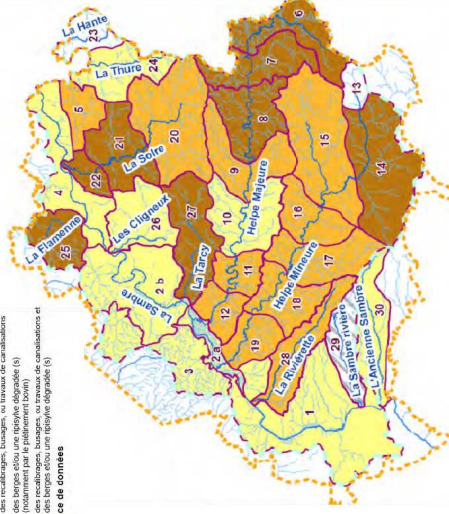 des recalibrages, busages, ou travaux de canalisations
des berges et/ou une ripisylve dégradée (s)
(notamment par le piétinement bovin)
des recalibrages, busages, ou travaux de canalisations et
des berges et/ou une ripisylve dégradée (s)
ce de données
La Hante
23
La Thure
24
6
7
13
5
21
20
La Solre
22
8
15
14
4
La Flamenne
25
Les Cligneux
26
27
La Tarcy
9
10
Helpe Majeure
16
17
2 b
La Sambre
11
12
Helpe Mineure
18
19
28
La Riviérette
3
2 a
1
29
La Sambre rivière
L'Ancienne Sambre
30